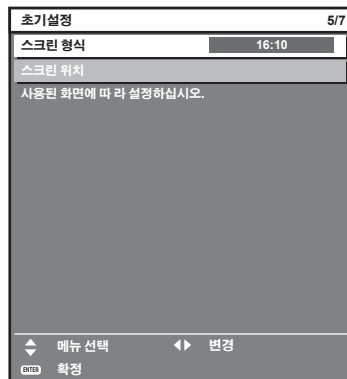 초기설정 5/7
스크린 형식 16:10
스크린 위치
사용된 화면에 따 라 설정하십시오.
메뉴 선택 변경
ENTER 확정